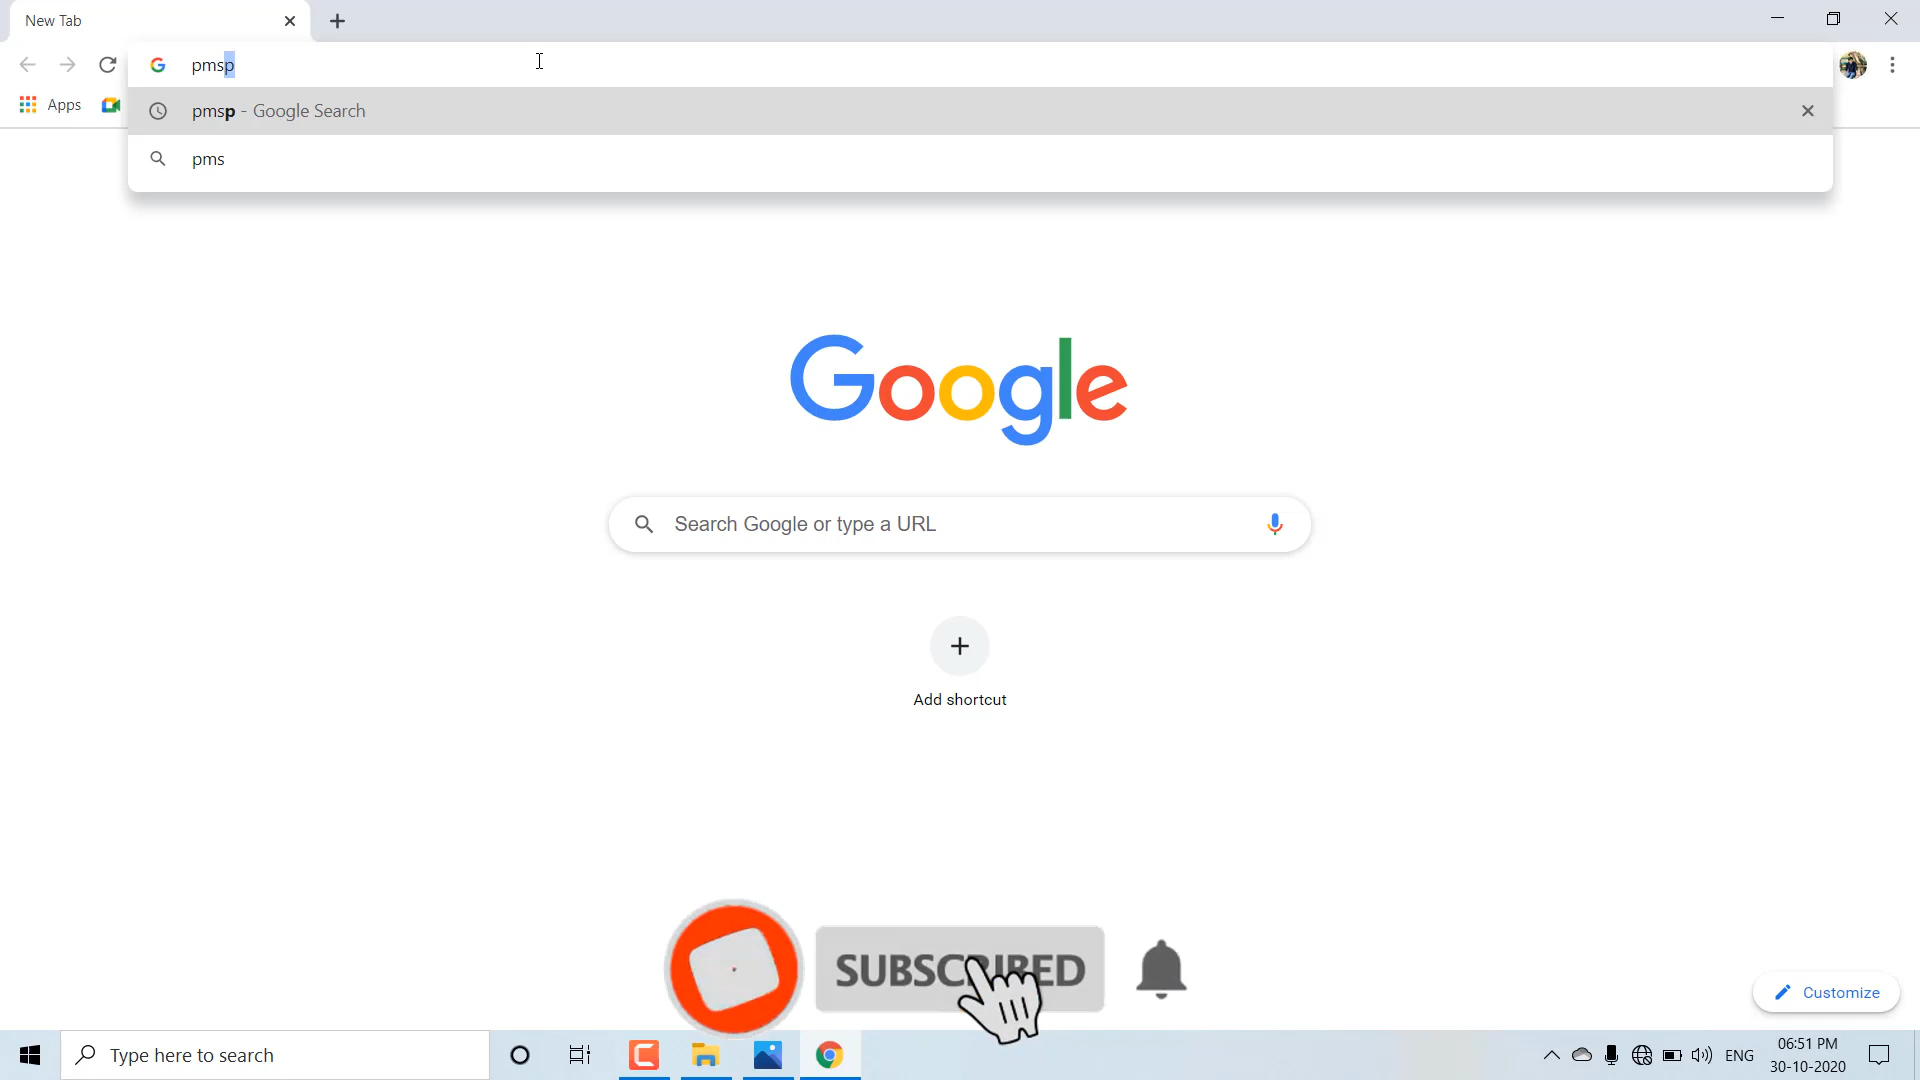 New Tab
pmsp
Apps
pmsp - Google Search
pms
Google
Search Google or type a URL
Add shortcut
SUBSCRIBED
Customize
Type here to search
ENG
06:51 PM
30-10-2020